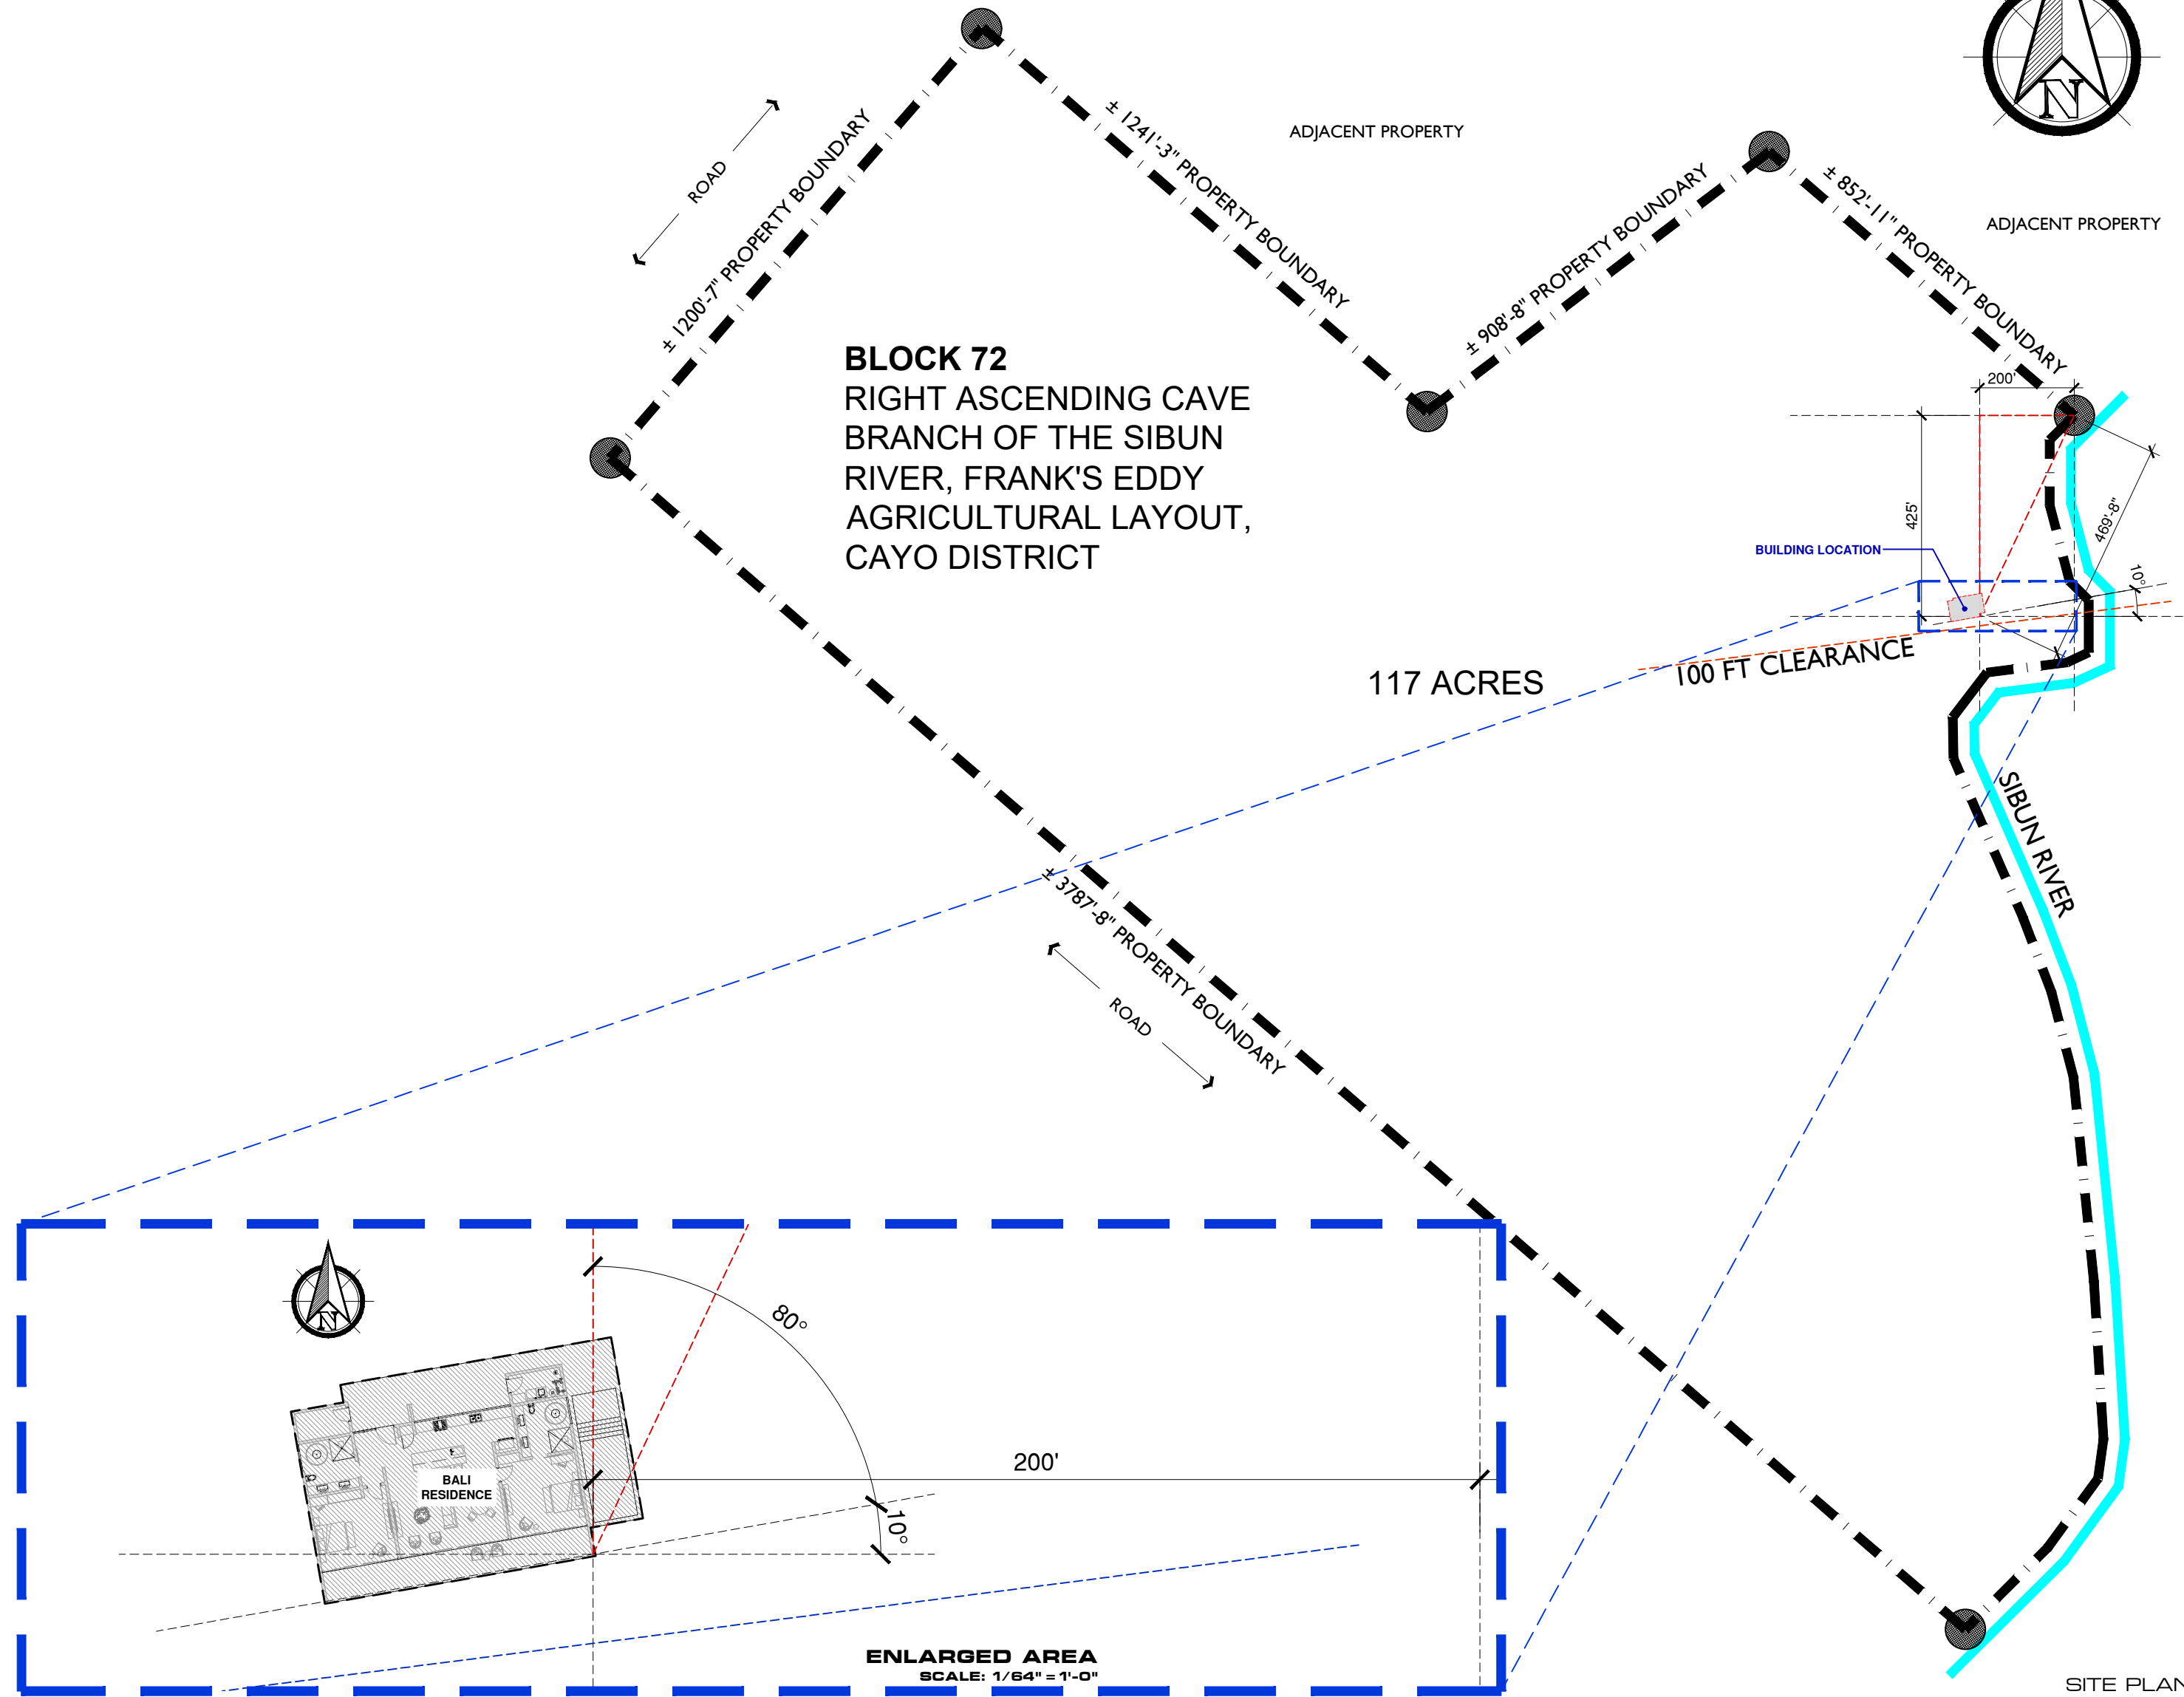 N
ADJACENT PROPERTY
± 1241'-3" PROPERTY BOUNDARY
ROAD
± 1200'-7" PROPERTY BOUNDARY
± 908'-8" PROPERTY BOUNDARY
± 852'-11" PROPERTY BOUNDARY
ADJACENT PROPERTY
BLOCK 72
RIGHT ASCENDING CAVE
BRANCH OF THE SIBUN
RIVER, FRANK'S EDDY
AGRICULTURAL LAYOUT,
CAYO DISTRICT
200'
425'
469'-8"
10°
BUILDING LOCATION
100 FT CLEARANCE
117 ACRES
SIBUN RIVER
± 3787'-8" PROPERTY BOUNDARY
ROAD
N
80°
200'
10°
BALI
RESIDENCE
ENLARGED AREA
SCALE: 1/64" = 1'-0"
SITE PLAN